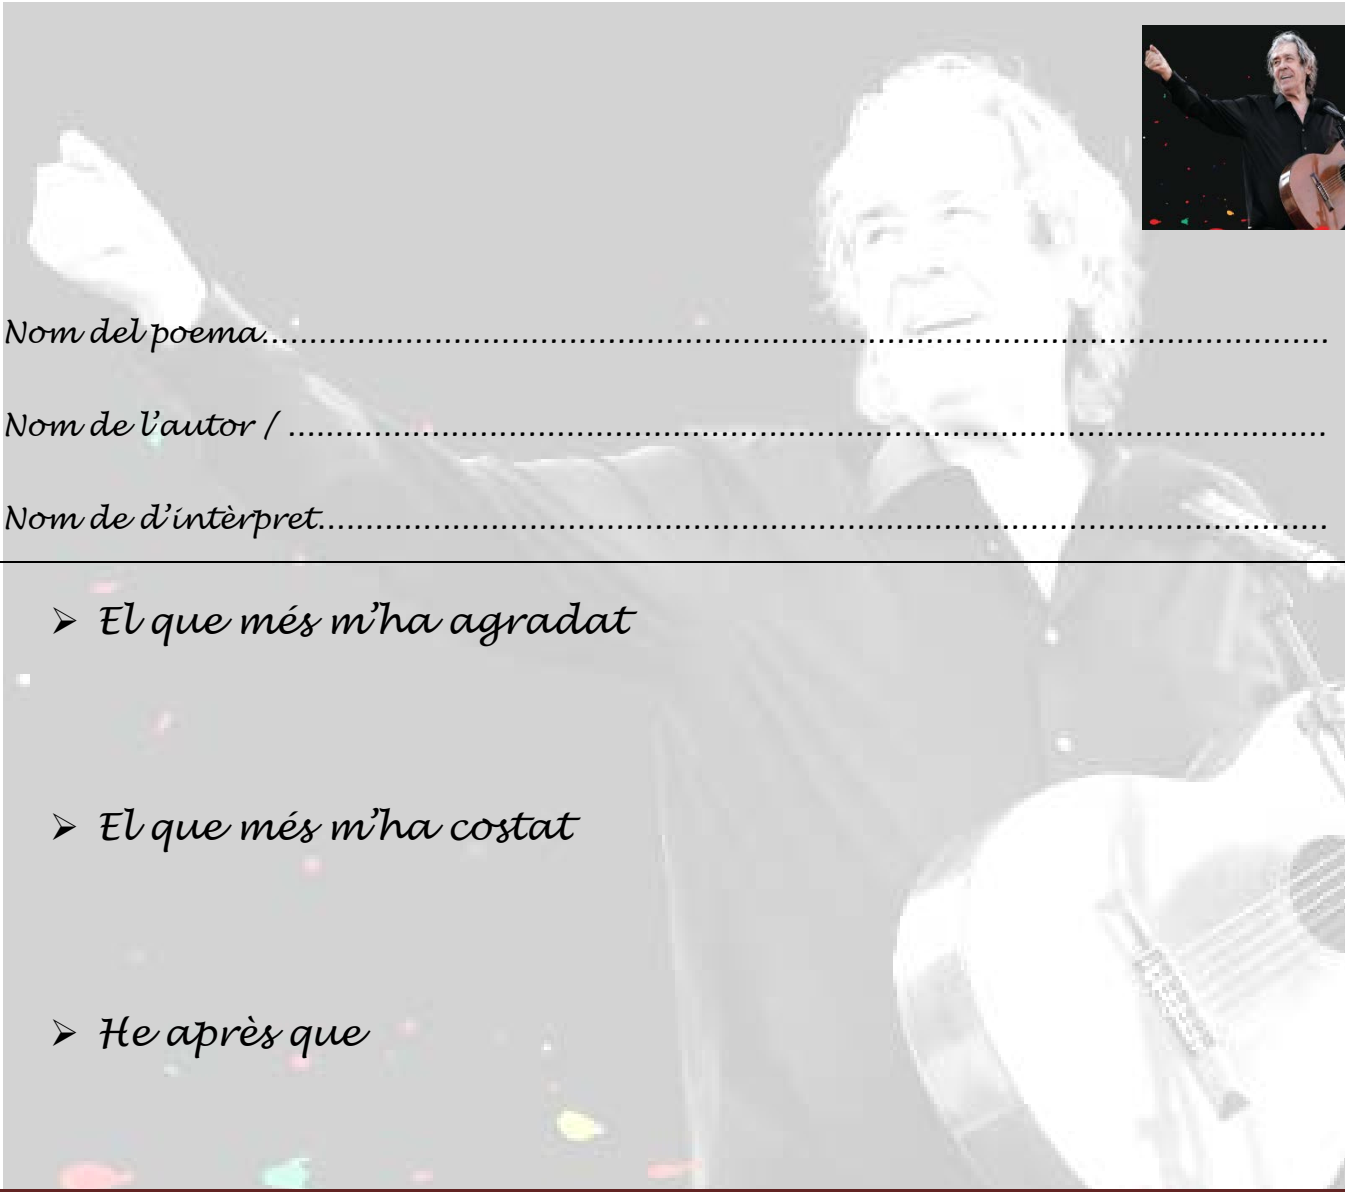 Nom del poema.............................................................................................................
Nom de l’autor / ...........................................................................................................
Nom de d’intèrpret........................................................................................................
➢ El que més m’ha agradat
➢ El que més m’ha costat
➢ He après que